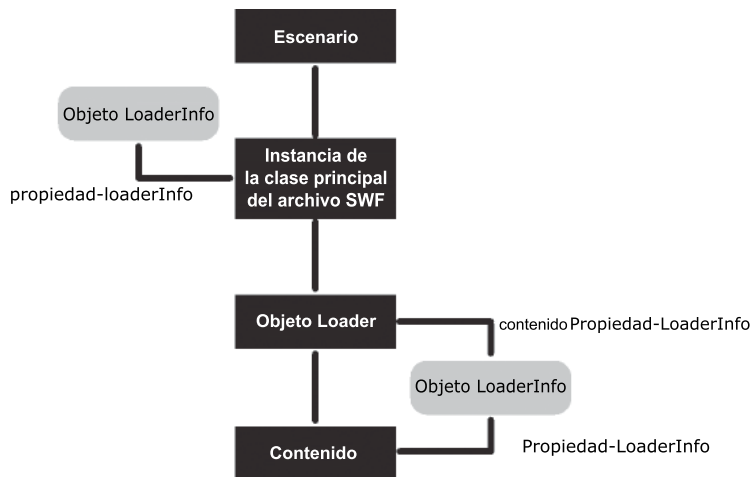 Escenario
Objeto LoaderInfo
Instancia de
la clase principal
del archivo SWF
propiedad-loaderInfo
Objeto Loader
contenido Propiedad-LoaderInfo
Objeto LoaderInfo
Contenido
Propiedad-LoaderInfo